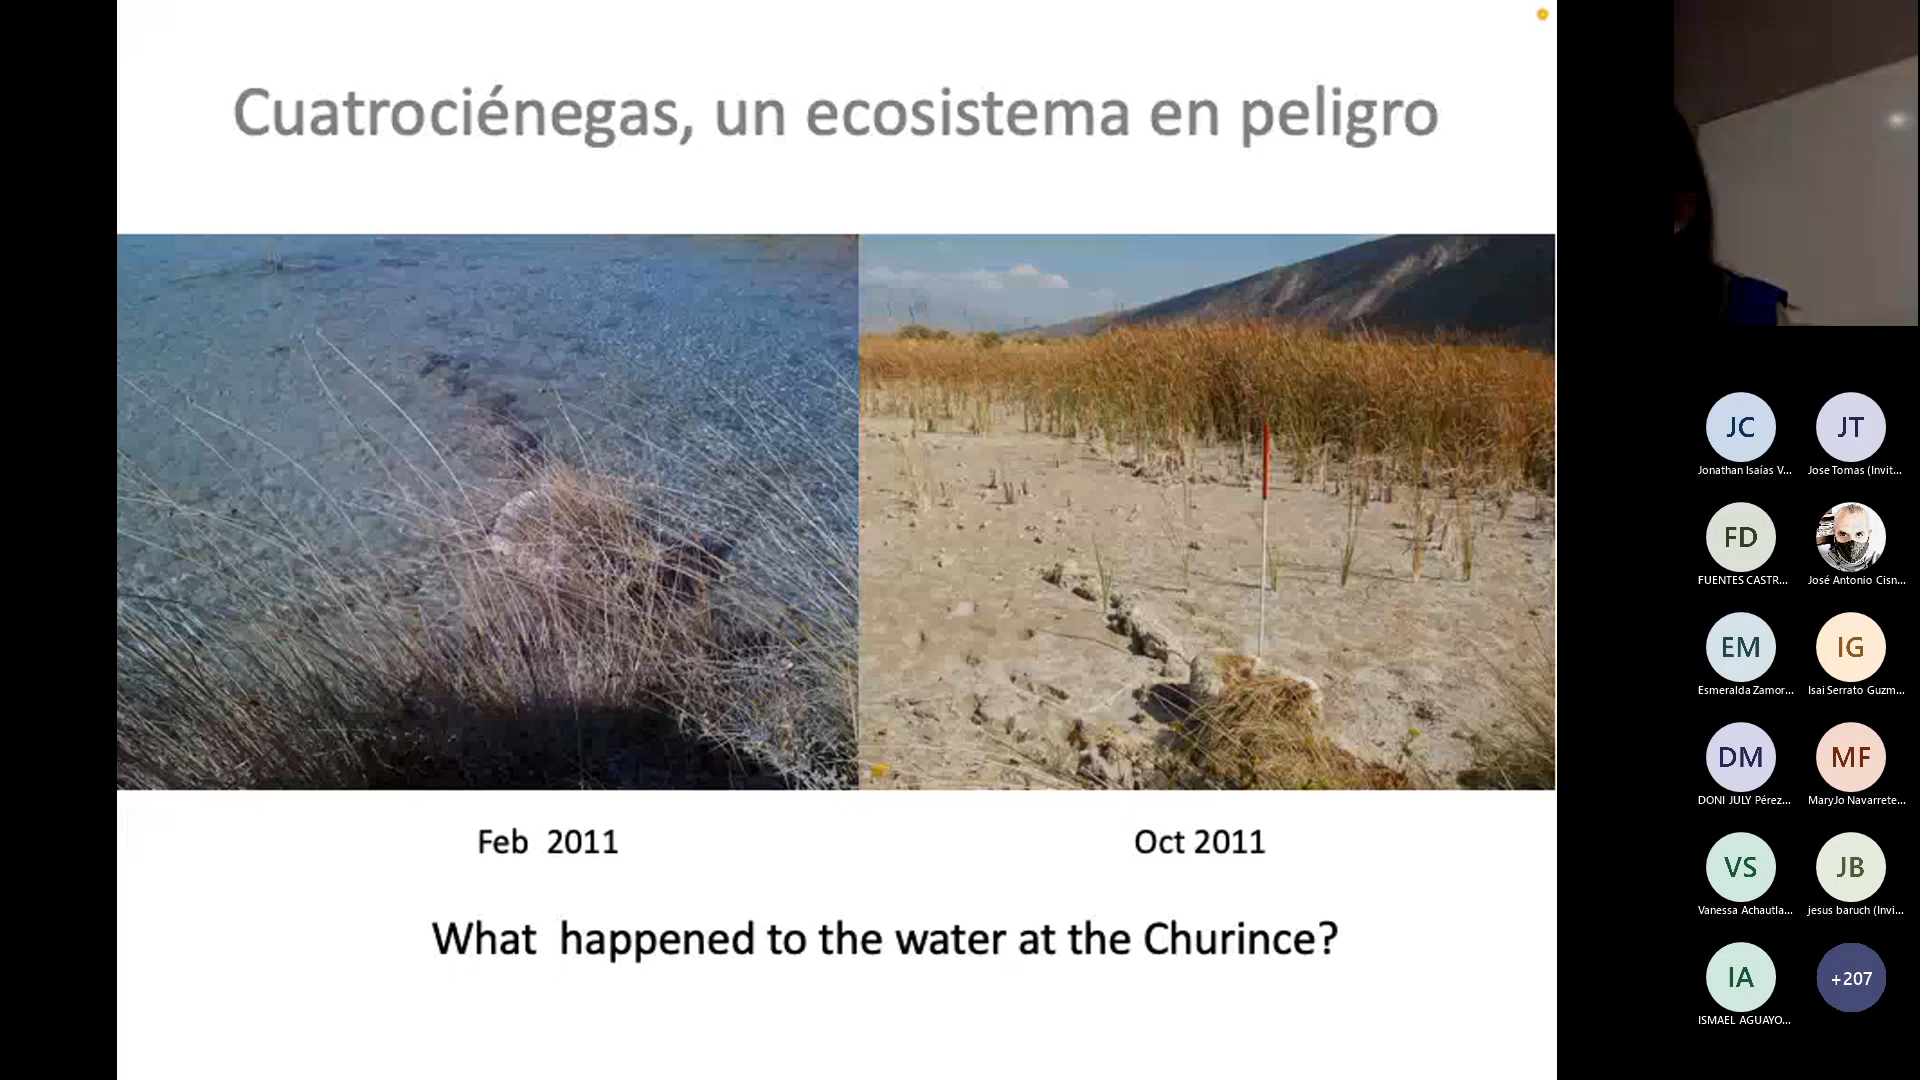 Cuatrociénegas, un ecosistema en peligro
Feb 2011
Oct 2011
What happened to the water at the Churince?
JC
Jonathan Isaías V...
JT
Jose Tomas (Invit...
FD
FUENTES CASTR...
José Antonio Cisn...
EM
Esmeralda Zamor...
IG
Isai Serrato Guzm...
DM
DONI JULY Pérez...
MF
MaryJo Navarrete...
VS
Vanessa Achautla...
JB
jesus baruch (Invi...
IA
ISMAEL AGUAYO...
+207